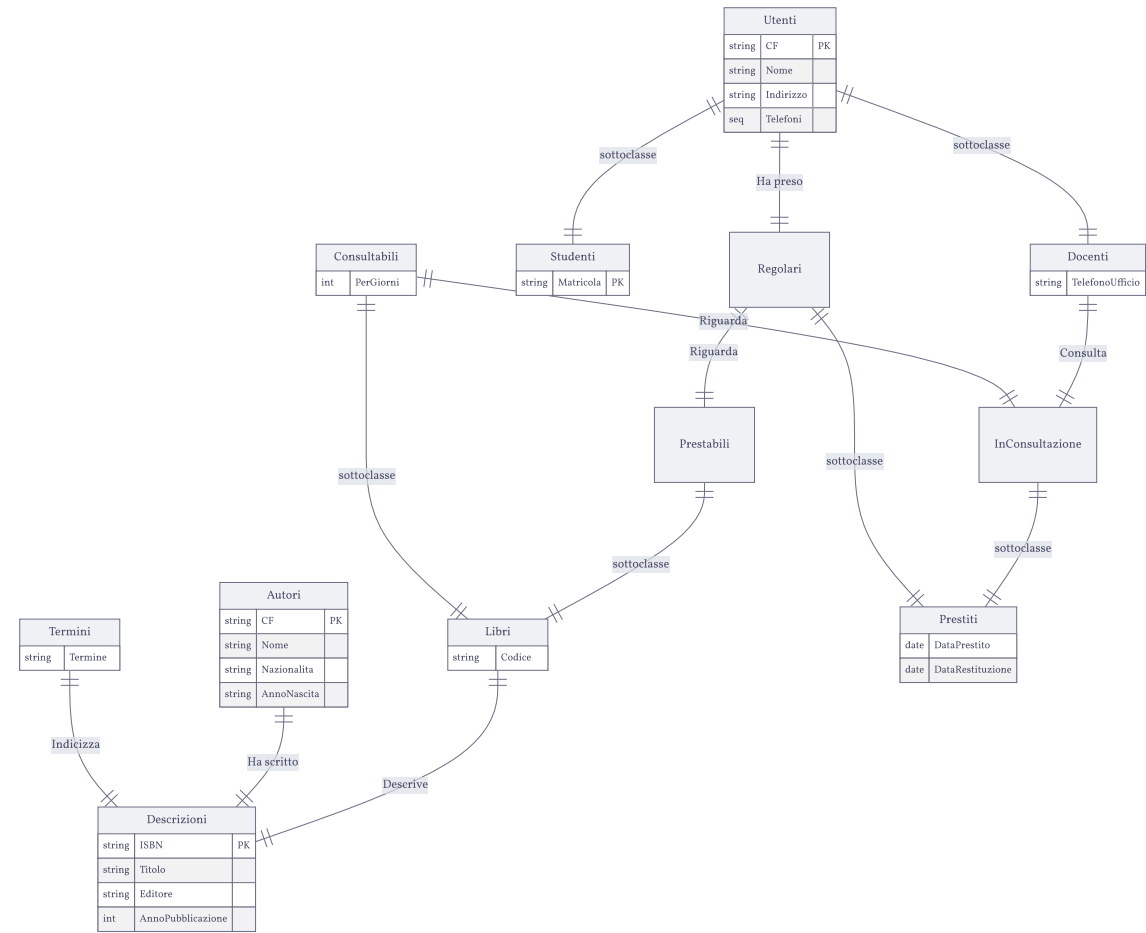 Utenti
string CF PK
string Nome
string Indirizzo
seq Telefoni
sottoclasse
Ha preso
sottoclasse
Consultabili
int PerGiorni
Studenti
string Matricola PK
Regolari
Docenti
string TelefonoUfficio
Riguarda
Riguarda
Consulta
Prestabili
InConsultazione
sottoclasse
sottoclasse
sottoclasse
sottoclasse
Termini
string Termine
Autori
string CF PK
string Nome
string Nazionalita
string AnnoNascita
Libri
string Codice
Prestiti
date DataPrestito
date DataRestituzione
Indicizza
Ha scritto
Descrive
Descrizioni
string ISBN PK
string Titolo
string Editore
int AnnoPubblicazione